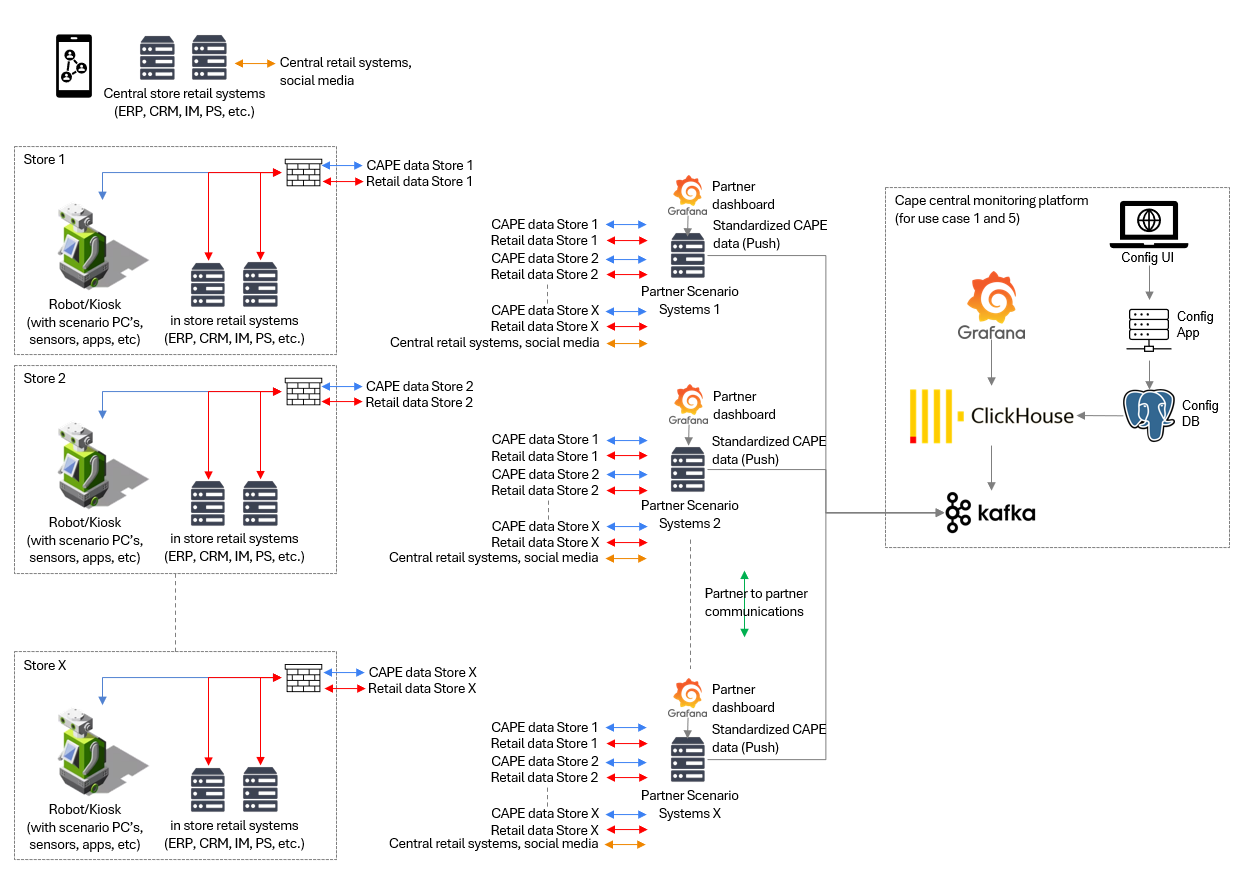 Central retail systems,
social media
Central store retail systems
(ERP, CRM, IM, PS, etc.)
Store 1
CAPE data Store 1
Retail data Store 1
Robot/Kiosk
(with scenario PC's,
sensors, apps, etc)
in store retail systems
(ERP, CRM, IM, PS, etc.)
Store 2
CAPE data Store 2
Retail data Store 2
Robot/Kiosk
(with scenario PC's,
sensors, apps, etc)
in store retail systems
(ERP, CRM, IM, PS, etc.)
Store X
CAPE data Store X
Retail data Store X
Robot/Kiosk
(with scenario PC's,
sensors, apps, etc)
in store retail systems
(ERP, CRM, IM, PS, etc.)
Grafana
Partner
dashboard
Standardized CAPE
data (Push)
CAPE data Store 1
Retail data Store 1
CAPE data Store 2
Retail data Store 2
CAPE data Store X
Retail data Store X
Central retail systems, social media
Partner Scenario
Systems 1
Grafana
Partner
dashboard
Standardized CAPE
data (Push)
CAPE data Store 1
Retail data Store 1
CAPE data Store 2
Retail data Store 2
CAPE data Store X
Retail data Store X
Central retail systems, social media
Partner Scenario
Systems 2
Partner to partner
communications
Grafana
Partner
dashboard
Standardized CAPE
data (Push)
CAPE data Store 1
Retail data Store 1
CAPE data Store 2
Retail data Store 2
CAPE data Store X
Retail data Store X
Central retail systems, social media
Partner Scenario
Systems X
Cape central monitoring platform
(for use case 1 and 5)
Config UI
Config
App
Grafana
ClickHouse
Config
DB
kafka